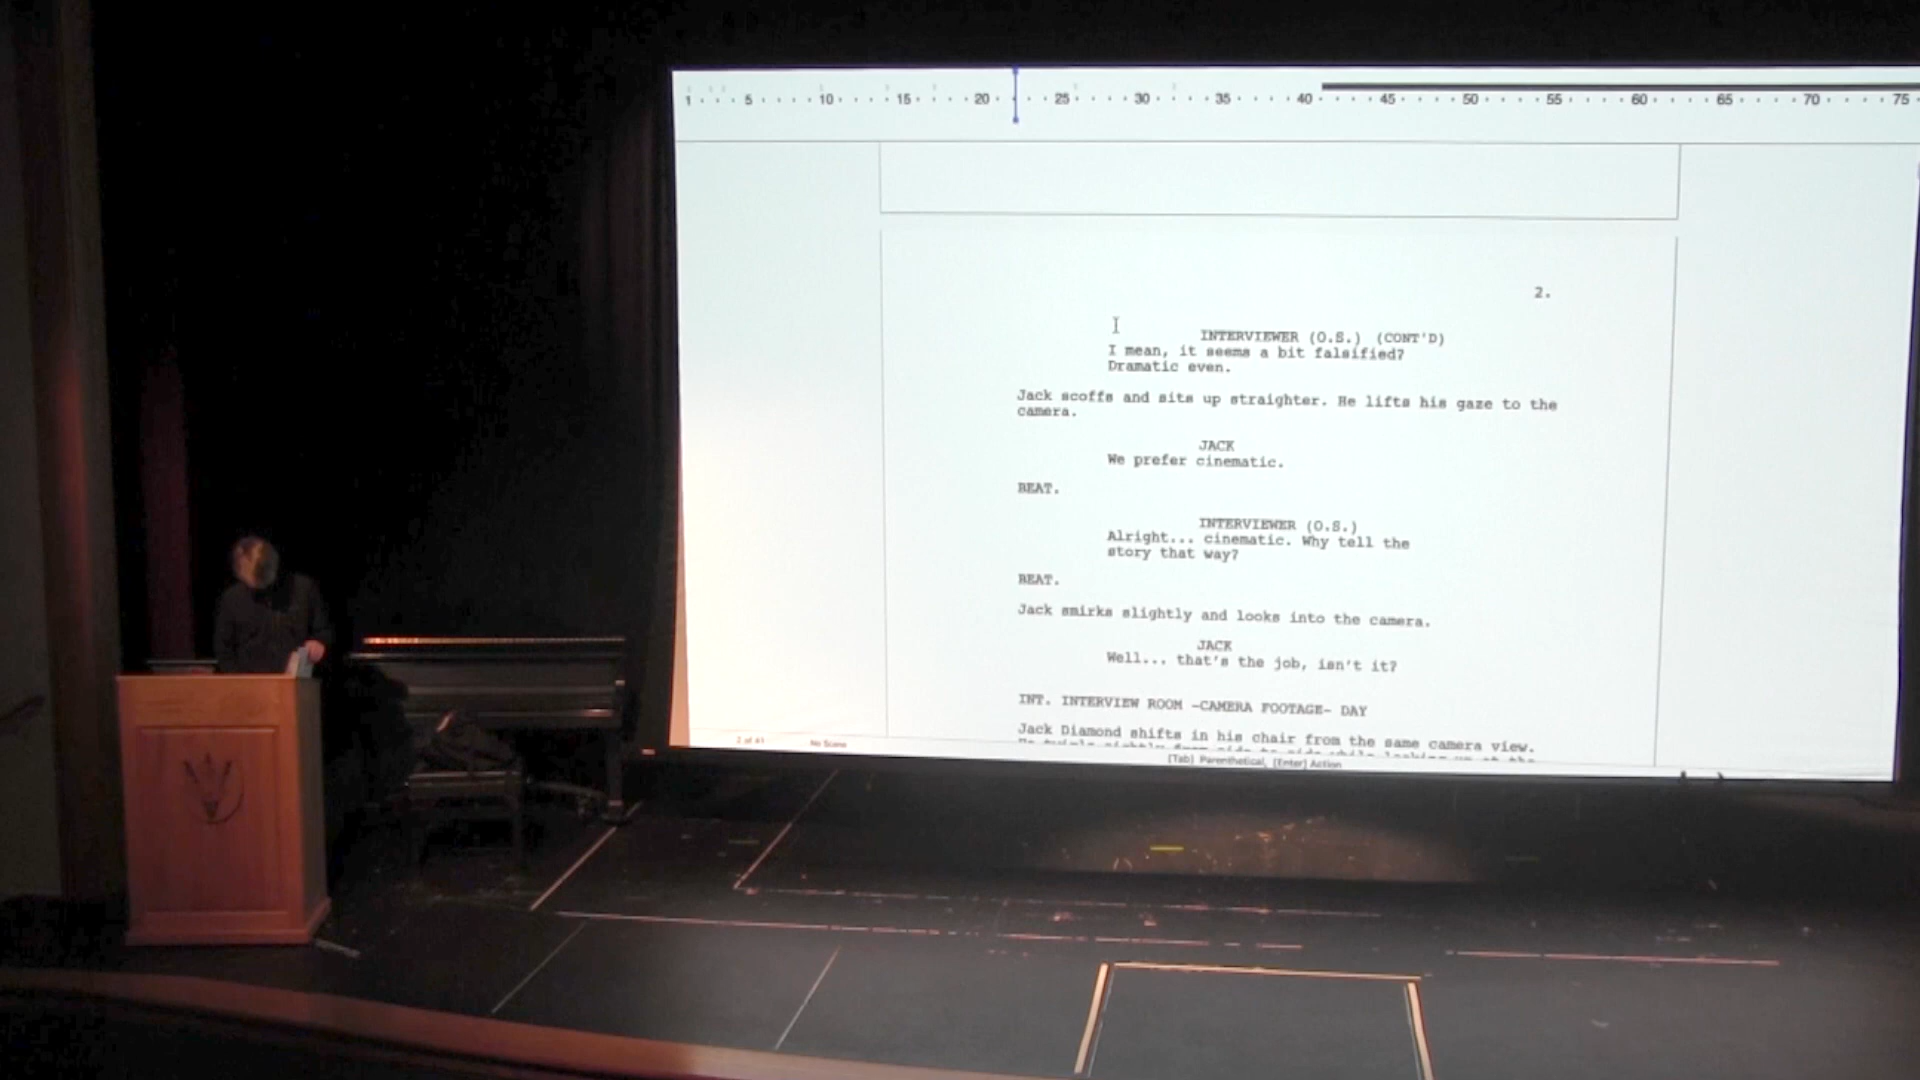 1 5 10 15 20 25 30 35 40 45 50 55 60 65 70 75
2.
INTERVIEWER (O.S.) (CONT'D)
I mean, it seems a bit falsified?
Dramatic even.
Jack scoffs and sits up straighter. He lifts his gaze to the
camera.
JACK
We prefer cinematic.
BEAT.
INTERVIEWER (O.S.)
Alright... cinematic. Why tell the
story that way?
BEAT.
Jack smirks slightly and looks into the camera.
JACK
Well... that's the job, isn't it?
INT. INTERVIEW ROOM -CAMERA FOOTAGE- DAY
Jack Diamond shifts in his chair from the same camera view.
2 of 41 No Scene
[Tab] Parenthetical, [Enter] Action